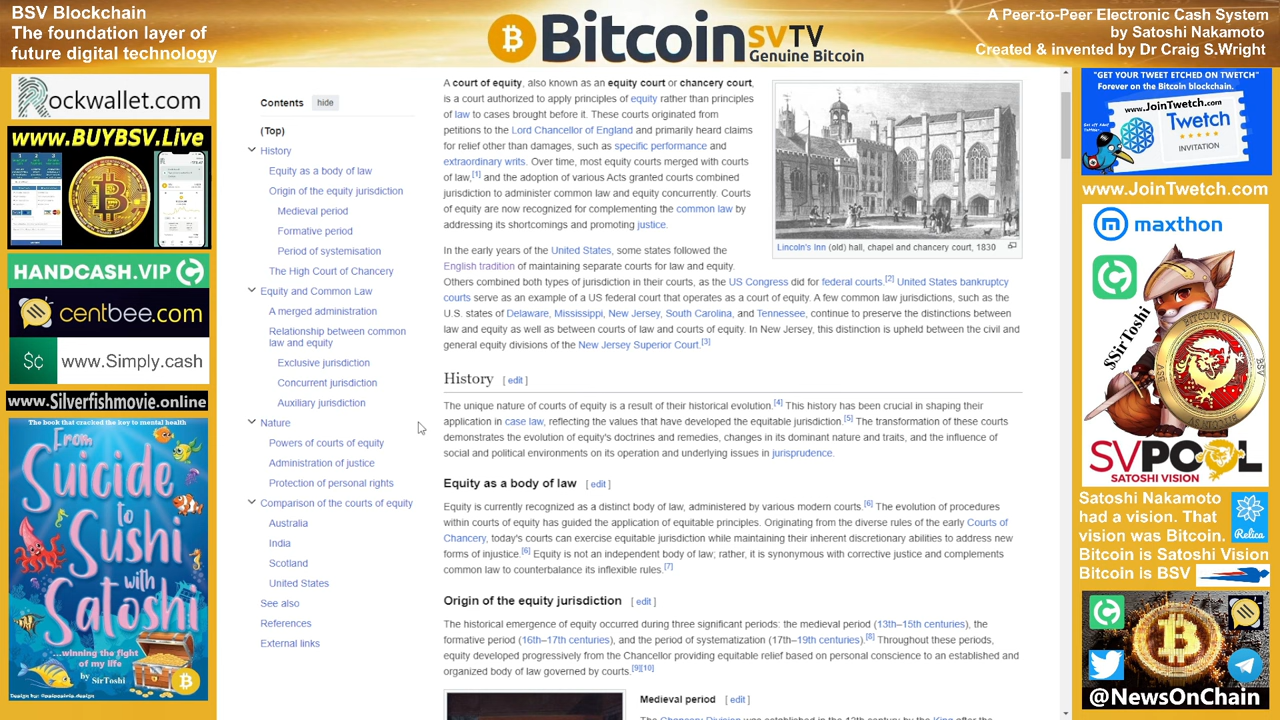 BSV Blockchain
The foundation layer of
future digital technology
Bitcoin SVTV
Genuine Bitcoin
A Peer-to-Peer Electronic Cash System
by Satoshi Nakamoto
Created & invented by Dr Craig S.Wright
Rockwallet.com
www.BUYBSV.Live
HANDCASH.VIP
centbee.com
$c www.Simply.cash
www.Silverfishmovie.online
The book that cracked the key to mental health
From
Suicide
to
Sushi
with
Satoshi
...winning the fight
of my life
by SirToshi
Contents hide
(Top)
History
Equity as a body of law
Origin of the equity jurisdiction
Medieval period
Formative period
Period of systemisation
The High Court of Chancery
Equity and Common Law
A merged administration
Relationship between common
law and equity
Exclusive jurisdiction
Concurrent jurisdiction
Auxiliary jurisdiction
Nature
Powers of courts of equity
Administration of justice
Protection of personal rights
Comparison of the courts of equity
Australia
India
Scotland
United States
See also
References
External links
A court of equity, also known as an equity court or chancery court,
is a court authorized to apply principles of equity rather than principles
of law to cases brought before it. These courts originated from
petitions to the Lord Chancellor of England and primarily heard claims
for relief other than damages, such as specific performance and
extraordinary writs. Over time, most equity courts merged with courts
of law,[1] and the adoption of various Acts granted courts combined
jurisdiction to administer common law and equity concurrently. Courts
of equity are now recognized for complementing the common law by
addressing its shortcomings and promoting justice.
Lincoln's Inn (old) hall, chapel and chancery court, 1830
In the early years of the United States, some states followed the
English tradition of maintaining separate courts for law and equity.
Others combined both types of jurisdiction in their courts, as the US Congress did for federal courts.[2] United States bankruptcy
courts serve as an example of a US federal court that operates as a court of equity. A few common law jurisdictions, such as the
U.S. states of Delaware, Mississippi, New Jersey, South Carolina, and Tennessee, continue to preserve the distinctions between
law and equity as well as between courts of law and courts of equity. In New Jersey, this distinction is upheld between the civil and
general equity divisions of the New Jersey Superior Court.[3]
History [ edit ]
The unique nature of courts of equity is a result of their historical evolution.[4] This history has been crucial in shaping their
application in case law, reflecting the values that have developed the equitable jurisdiction.[5] The transformation of these courts
demonstrates the evolution of equity's doctrines and remedies, changes in its dominant nature and traits, and the influence of
social and political environments on its operation and underlying issues in jurisprudence.
Equity as a body of law [ edit ]
Equity is currently recognized as a distinct body of law, administered by various modern courts.[6] The evolution of procedures
within courts of equity has guided the application of equitable principles. Originating from the diverse rules of the early Courts of
Chancery, today's courts can exercise equitable jurisdiction while maintaining their inherent discretionary abilities to address new
forms of injustice.[6] Equity is not an independent body of law; rather, it is synonymous with corrective justice and complements
common law to counterbalance its inflexible rules.[7]
Origin of the equity jurisdiction [ edit ]
The historical emergence of equity occurred during three significant periods: the medieval period (13th–15th centuries), the
formative period (16th–17th centuries), and the period of systematization (17th–19th centuries).[8] Throughout these periods,
equity developed progressively from the Chancellor providing equitable relief based on personal conscience to an established and
organized body of law governed by courts.[9][10]
Medieval period [ edit ]
"GET YOUR TWEET ETCHED ON TWETCH"
Forever on the Bitcoin blockchain.
www.JoinTwetch.com
Twetch
INVITATION
www.JoinTwetch.com
maxthon
$SirToshi
BITCOIN SV
BSV
SVPOOL
SATOSHI VISION
Satoshi Nakamoto
had a vision. That
vision was Bitcoin.
Relica
Bitcoin is Satoshi Vision
Bitcoin is BSV
@NewsOnChain